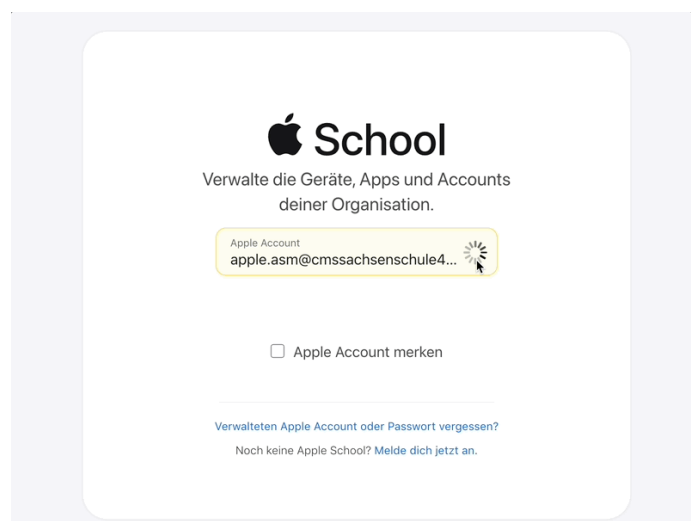 School
Verwalte die Geräte, Apps und Accounts
deiner Organisation.
Apple Account
apple.asm@cmssachsenschule4...
Apple Account merken
Verwalteten Apple Account oder Passwort vergessen?
Noch keine Apple School? Melde dich jetzt an.